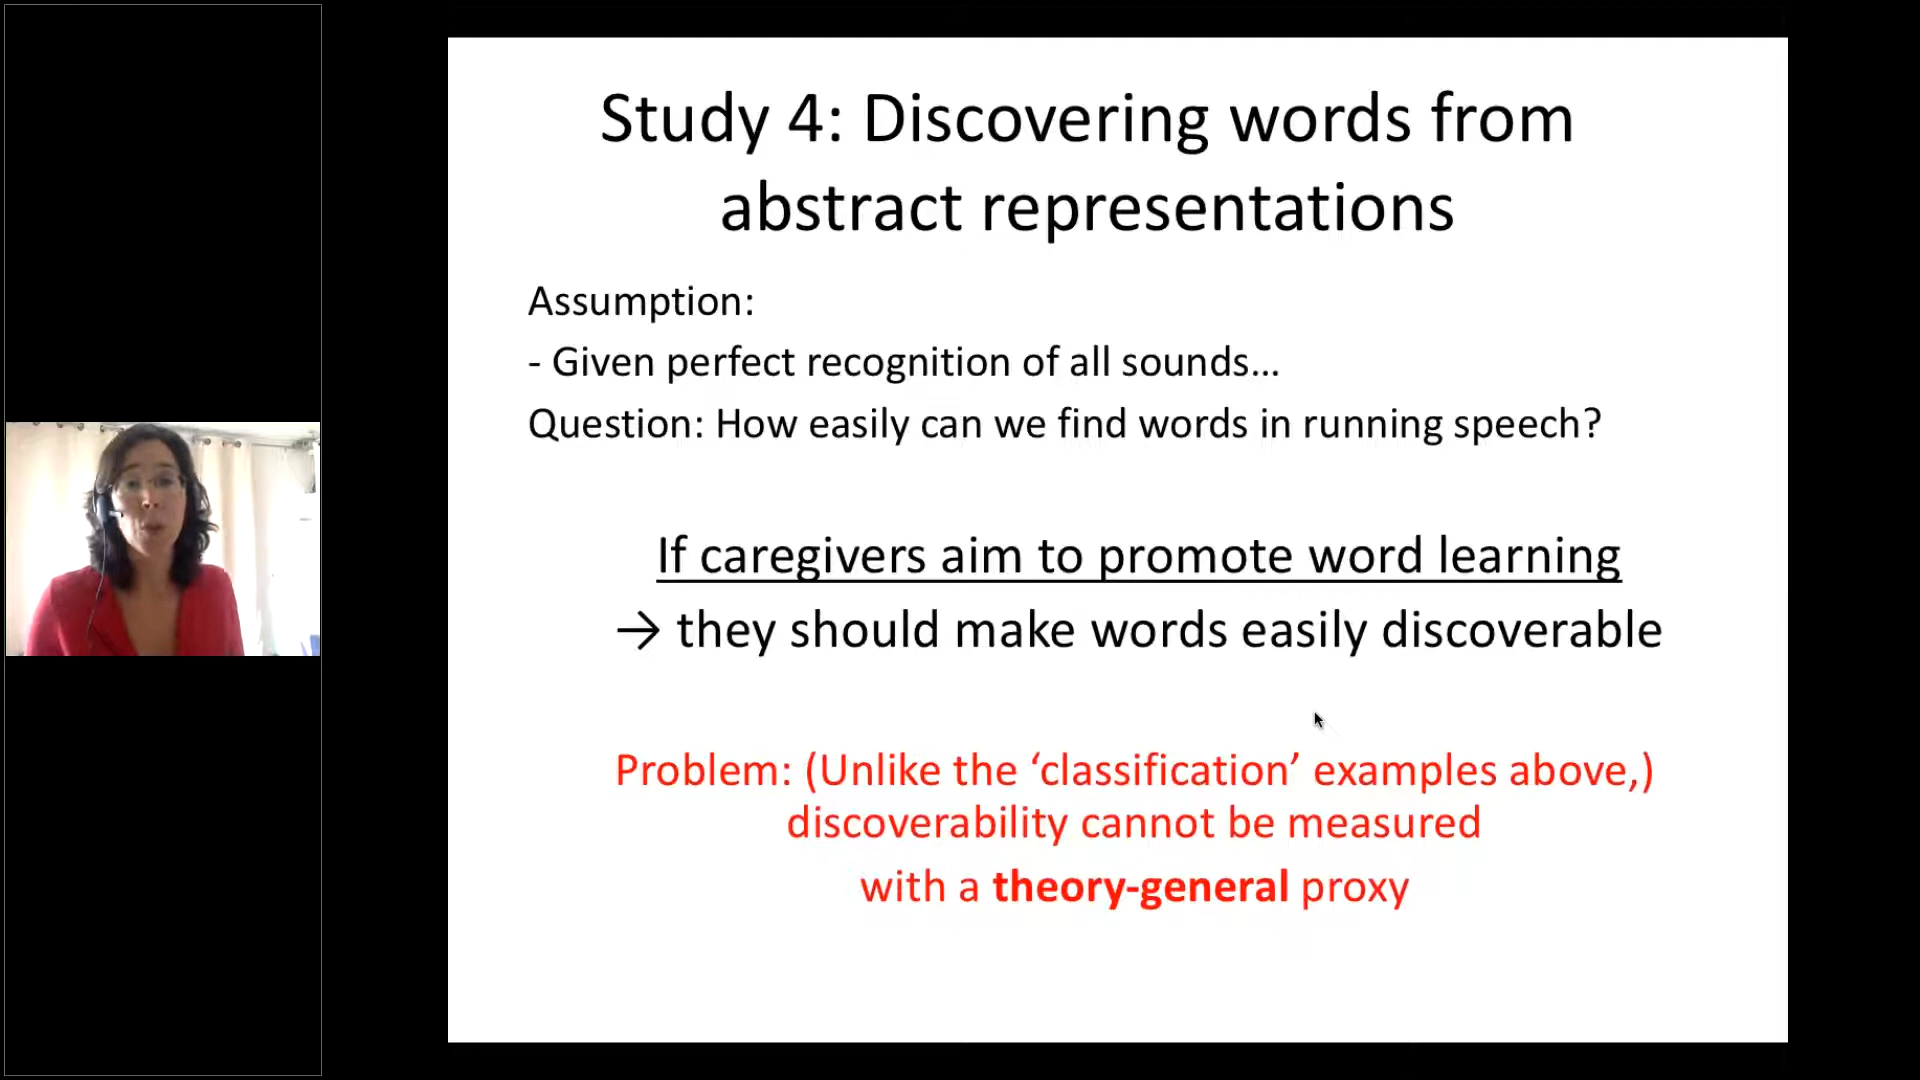 Study 4: Discovering words from
abstract representations
Assumption:
- Given perfect recognition of all sounds…
Question: How easily can we find words in running speech?
If caregivers aim to promote word learning
→ they should make words easily discoverable
Problem: (Unlike the ‘classification’ examples above,)
discoverability cannot be measured
with a theory-general proxy